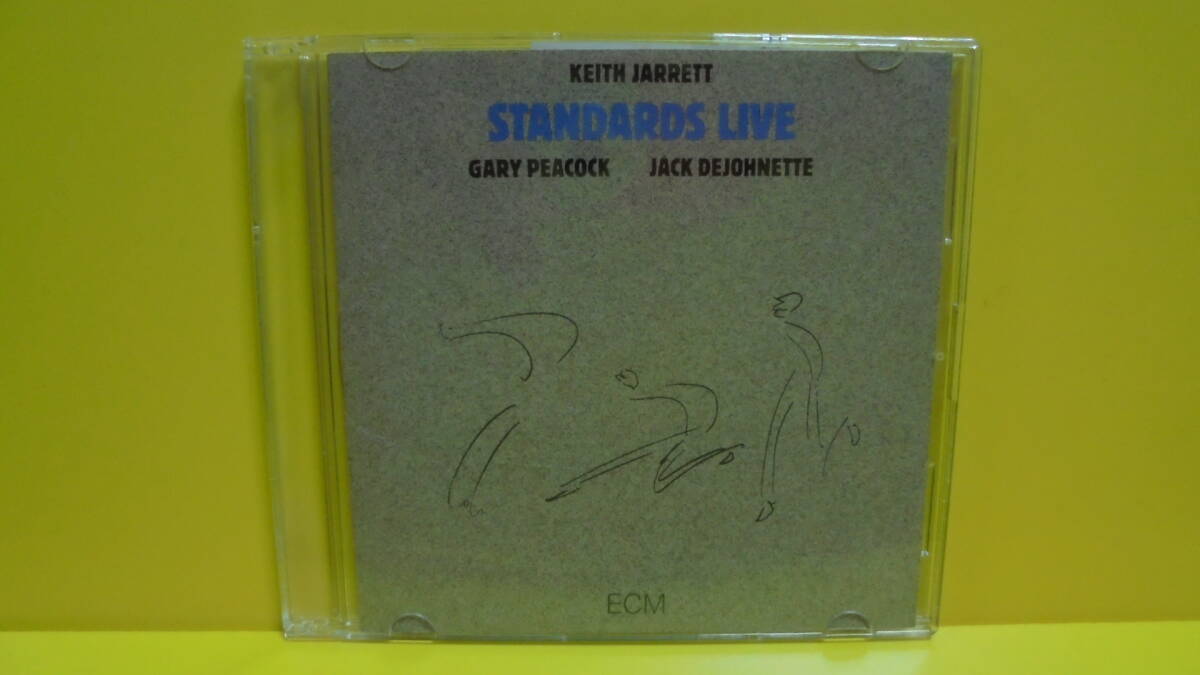 KEITH JARRETT
STANDARDS LIVE
GARY PEACOCK JACK DEJOHNETTE
ECM